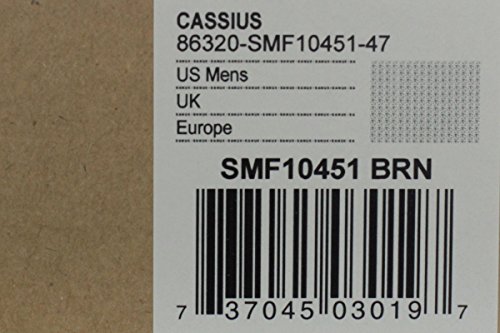 CASSIUS
86320-SMF10451-47
US Mens
UK
Europe
SMF10451 BRN
7 37045 03019 7